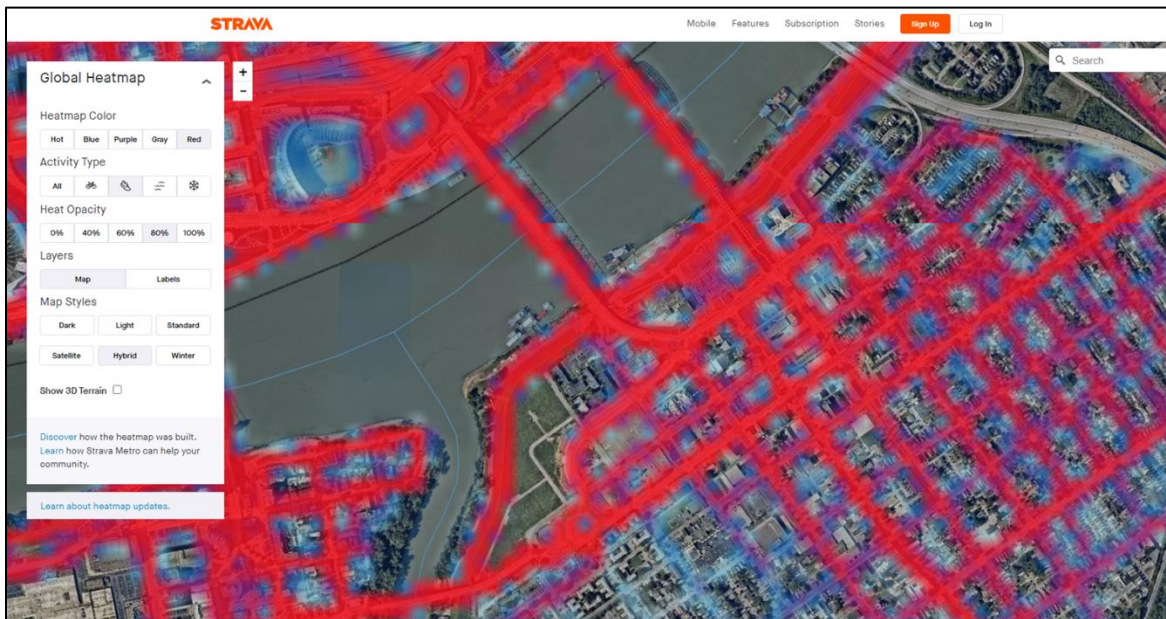 STRAVA
Mobile Features Subscription Stories Sign Up Log In
Search
Global Heatmap
+
-
Heatmap Color
Hot Blue Purple Gray Red
Activity Type
All
Heat Opacity
0% 40% 60% 80% 100%
Layers
Map Labels
Map Styles
Dark Light Standard
Satellite Hybrid Winter
Show 3D Terrain
Discover how the heatmap was built.
Learn how Strava Metro can help your
community.
Learn about heatmap updates.